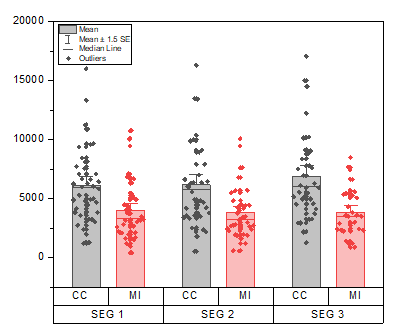 20000
Mean
Mean ± 1.5 SE
Median Line
Outliers
15000
10000
5000
0
CC MI CC MI CC MI
SEG 1 SEG 2 SEG 3